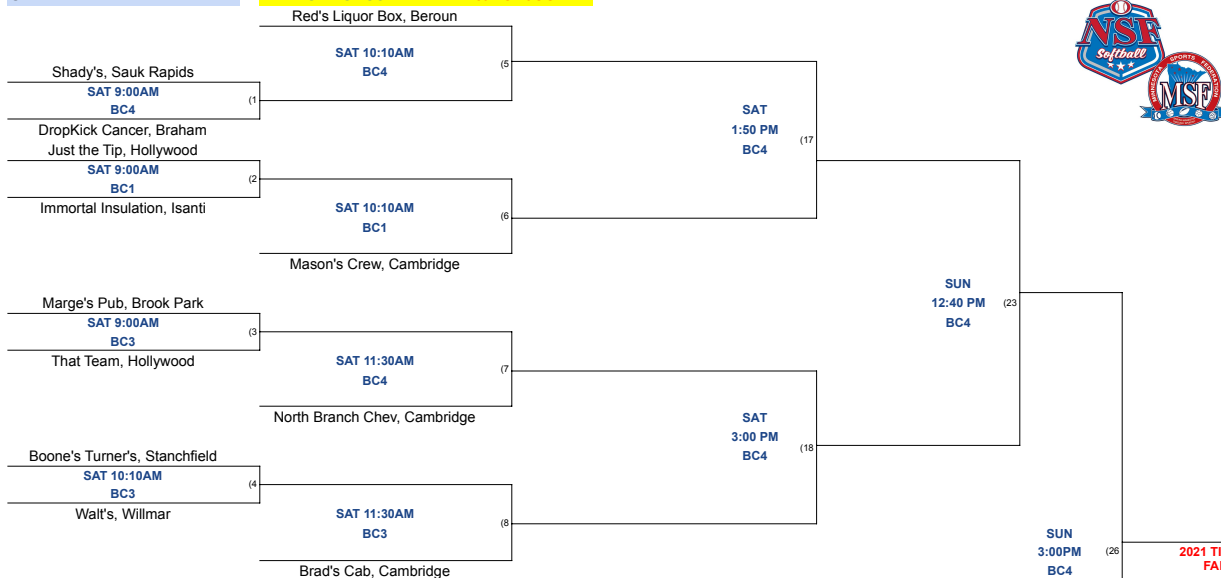 Red's Liquor Box, Beroun
SAT 10:10AM
BC4
(5
Shady's, Sauk Rapids
SAT 9:00AM
BC4
(1
DropKick Cancer, Braham
Just the Tip, Hollywood
SAT 9:00AM
BC1
(2
Immortal Insulation, Isanti
SAT 10:10AM
BC1
(6
Mason's Crew, Cambridge
SAT
1:50 PM
BC4
(17
Marge's Pub, Brook Park
SAT 9:00AM
BC3
(3
That Team, Hollywood
SAT 11:30AM
BC4
(7
North Branch Chev, Cambridge
SUN
12:40 PM
BC4
(23
SAT
3:00 PM
BC4
(18
Boone's Turner's, Stanchfield
SAT 10:10AM
BC3
(4
Walt's, Willmar
SAT 11:30AM
BC3
(8
Brad's Cab, Cambridge
SUN
3:00PM
BC4
(26
2021
NSF
Softball
MINNESOTA SPORTS FEDERATION
MSF